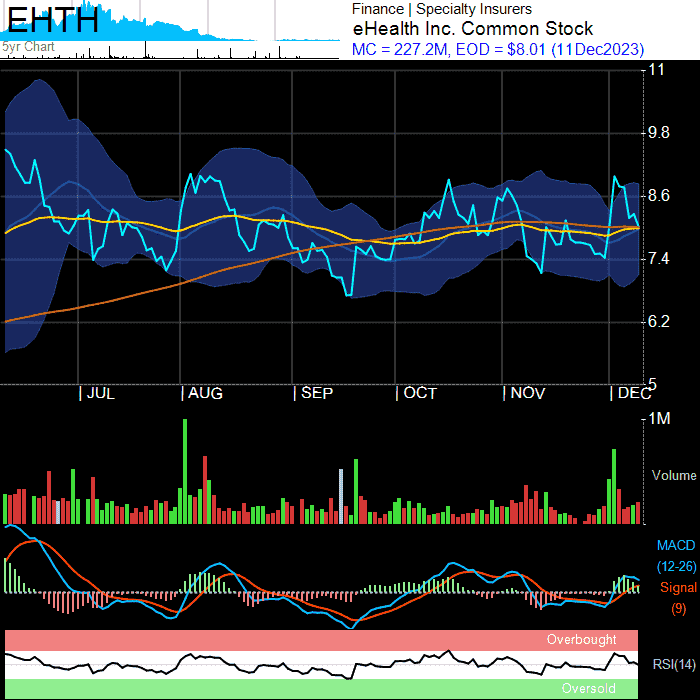 EHTH
5yr Chart
Finance | Specialty Insurers
eHealth Inc. Common Stock
MC = 227.2M, EOD = $8.01 (11Dec2023)
11
9.8
8.6
7.4
6.2
5
| JUL | AUG | SEP | OCT | NOV | DEC
1M
Volume
MACD
(12-26)
Signal
(9)
Overbought
RSI(14)
Oversold